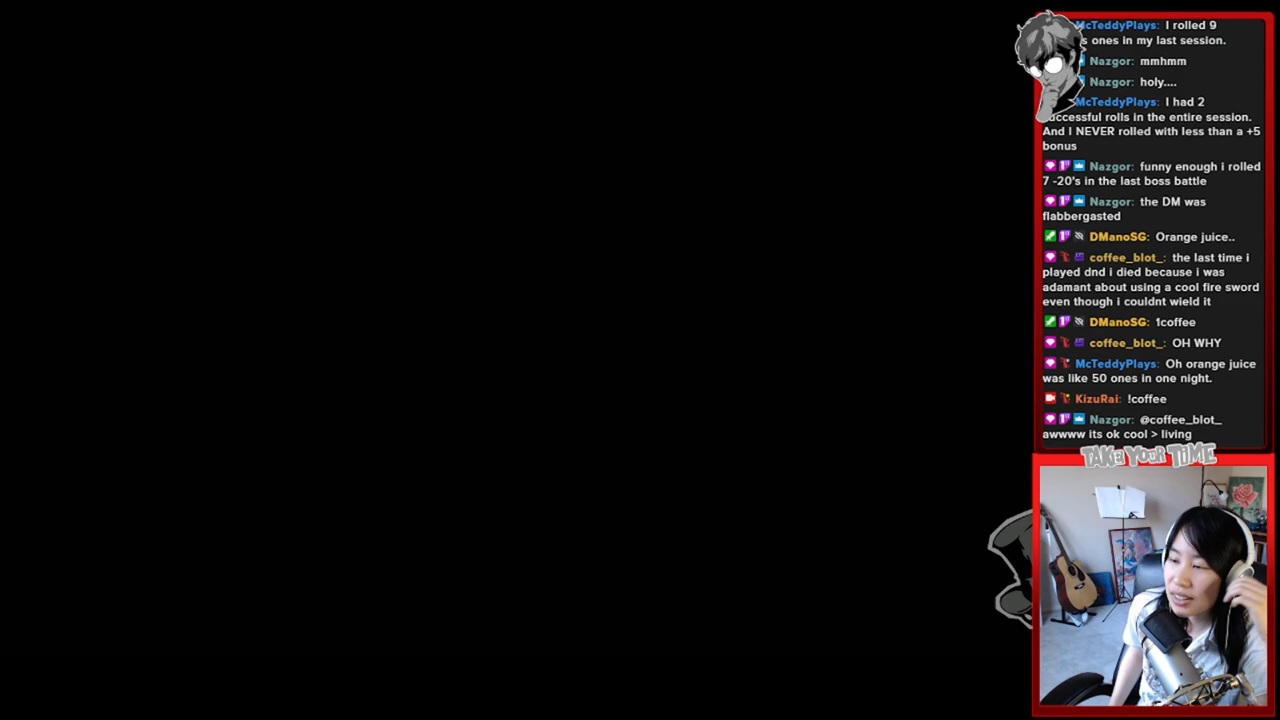 McTeddyPlays: I rolled 9
s ones in my last session.
Nazgor: mmhmm
Nazgor: holy....
McTeddyPlays: I had 2
uccessful rolls in the entire session.
And I NEVER rolled with less than a +5
bonus
Nazgor: funny enough i rolled
7 -20's in the last boss battle
Nazgor: the DM was
flabbergasted
DManoSG: Orange juice..
coffee_blot_: the last time i
played dnd i died because i was
adamant about using a cool fire sword
even though i couldnt wield it
DManoSG: 1coffee
coffee_blot_: OH WHY
McTeddyPlays: Oh orange juice
was like 50 ones in one night.
KizuRai: !coffee
Nazgor: @coffee_blot_
awwww its ok cool > living
TAKE YOUR TIME